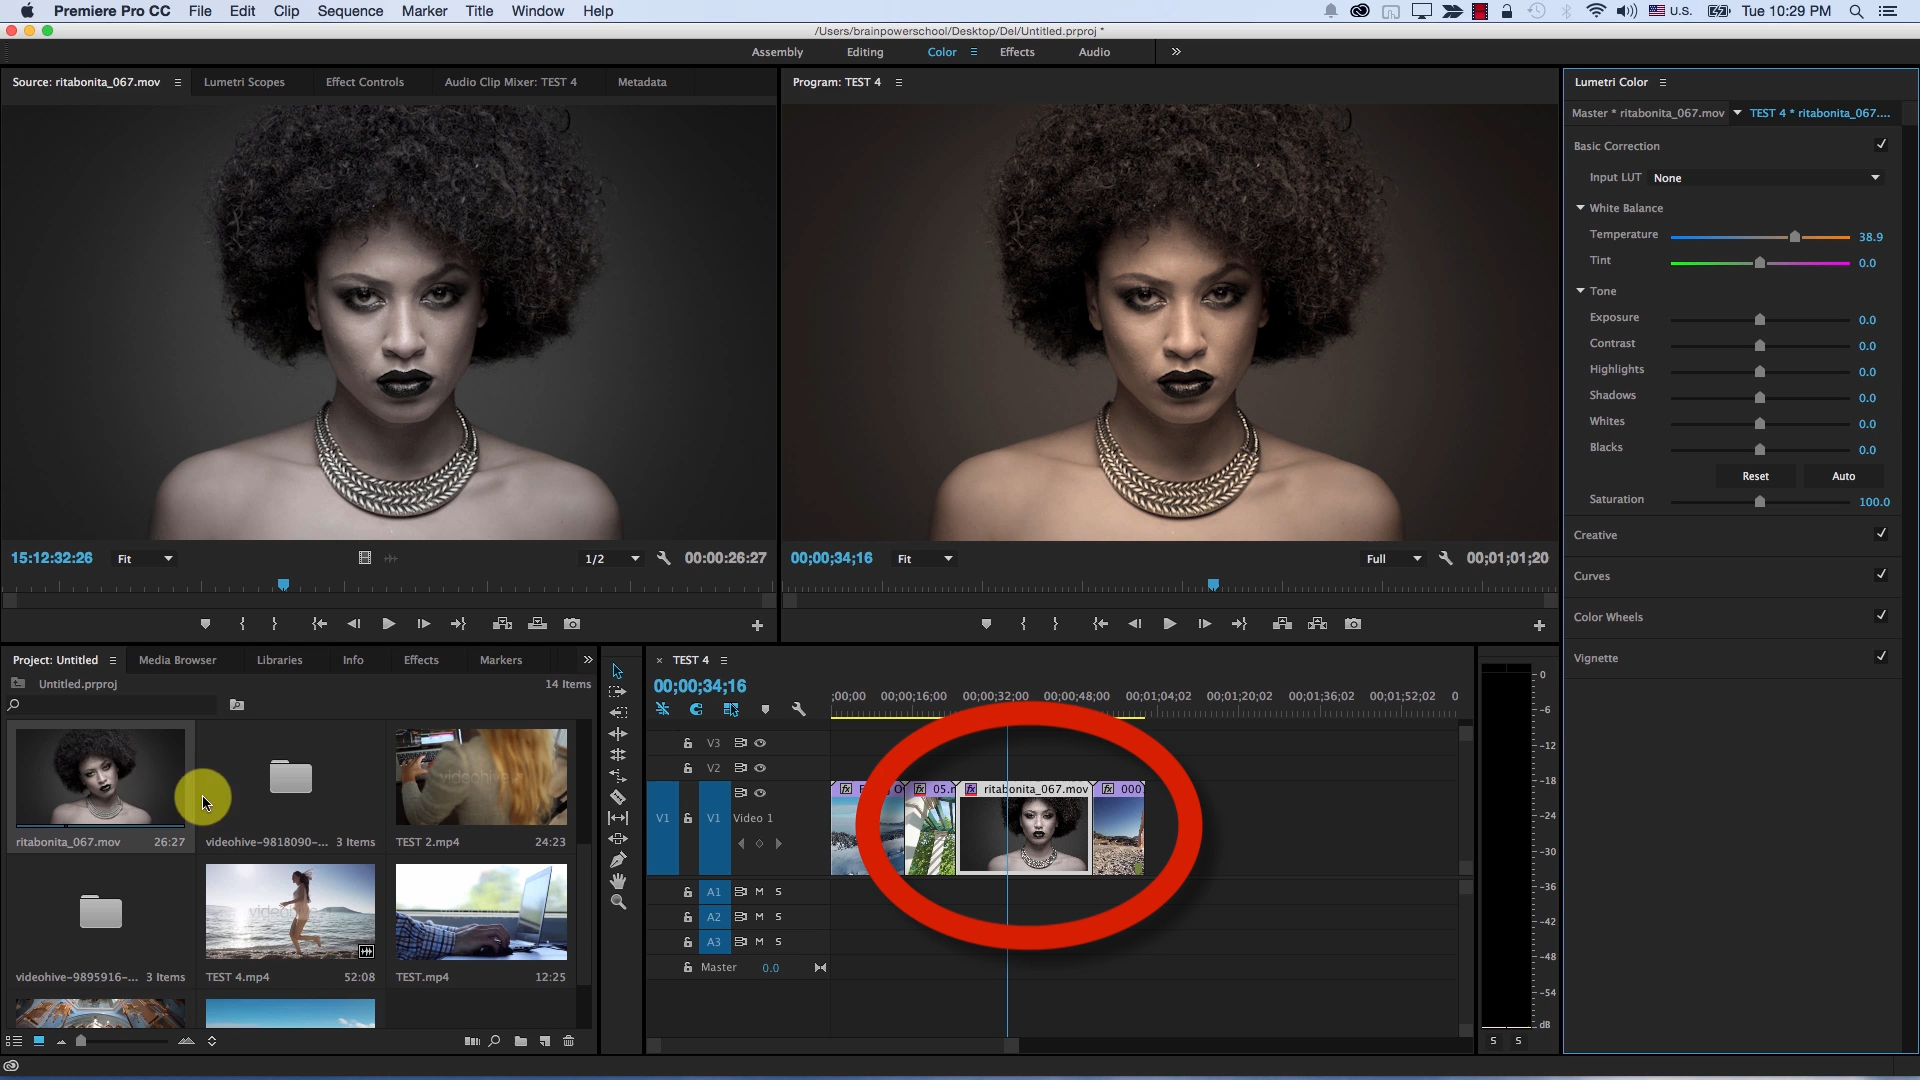 Premiere Pro CC File Edit Clip Sequence Marker Title Window Help U.S. Tue 10:29 PM
/Users/brainpowerschool/Desktop/Del/Untitled.prproj *
Assembly Editing Color Effects Audio
Source: ritabonita_067.mov Lumetri Scopes Effect Controls Audio Clip Mixer: TEST 4 Metadata
Program: TEST 4
Lumetri Color
Master * ritabonita_067.mov TEST 4 * ritabonita_067....
Basic Correction
Input LUT None
White Balance
Temperature 38.9
Tint 0.0
Tone
Exposure 0.0
Contrast 0.0
Highlights 0.0
Shadows 0.0
Whites 0.0
Blacks 0.0
Reset Auto
Saturation 100.0
Creative
Curves
Color Wheels
Vignette
15:12:32:26 Fit 1/2 00:00:26:27
00;00;34;16 Fit Full 00;01;01;20
Project: Untitled Media Browser Libraries Info Effects Markers
Untitled.prproj 14 Items
ritabonita_067.mov 26:27
videohive-9818090-... 3 Items
TEST 2.mp4 24:23
videohive-9895916-... 3 Items
TEST 4.mp4 52:08
TEST.mp4 12:25
× TEST 4
00;00;34;16
;00;00 00;00;16;00 00;00;32;00 00;00;48;00 00;01;04;02 00;01;20;02 00;01;36;02 00;01;52;02 0
V3
V2
V1 V1 Video 1
fx fx 05.r fx ritabonita_067.mov fx 000
A1 M S
A2 M S
A3 M S
Master 0.0
0
-6
-12
-18
-24
-30
-36
-42
-48
-54
dB
S S